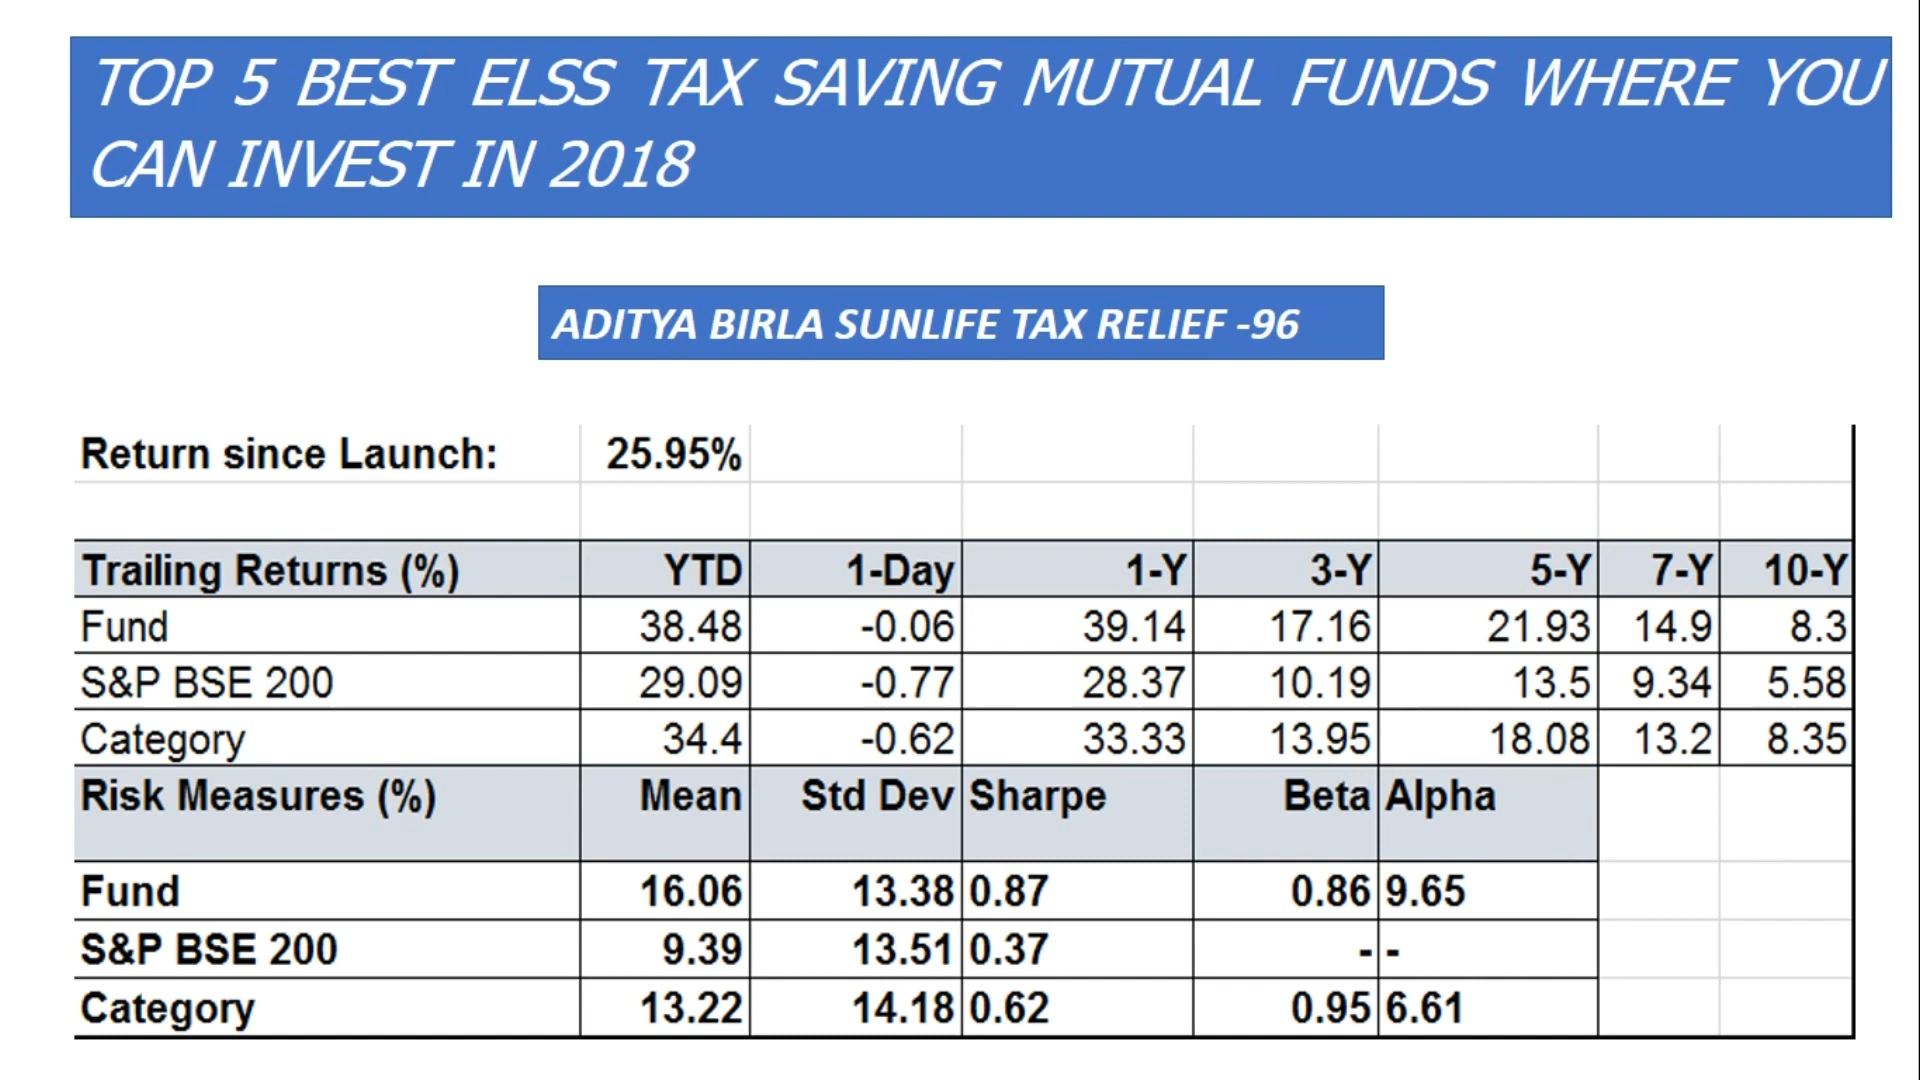 TOP 5 BEST ELSS TAX SAVING MUTUAL FUNDS WHERE YOU
CAN INVEST IN 2018
ADITYA BIRLA SUNLIFE TAX RELIEF -96
Return since Launch: 25.95%
Trailing Returns (%) YTD 1-Day 1-Y 3-Y 5-Y 7-Y 10-Y
Fund 38.48 -0.06 39.14 17.16 21.93 14.9 8.3
S&P BSE 200 29.09 -0.77 28.37 10.19 13.5 9.34 5.58
Category 34.4 -0.62 33.33 13.95 18.08 13.2 8.35
Risk Measures (%) Mean Std Dev Sharpe Beta Alpha
Fund 16.06 13.38 0.87 0.86 9.65
S&P BSE 200 9.39 13.51 0.37 - -
Category 13.22 14.18 0.62 0.95 6.61